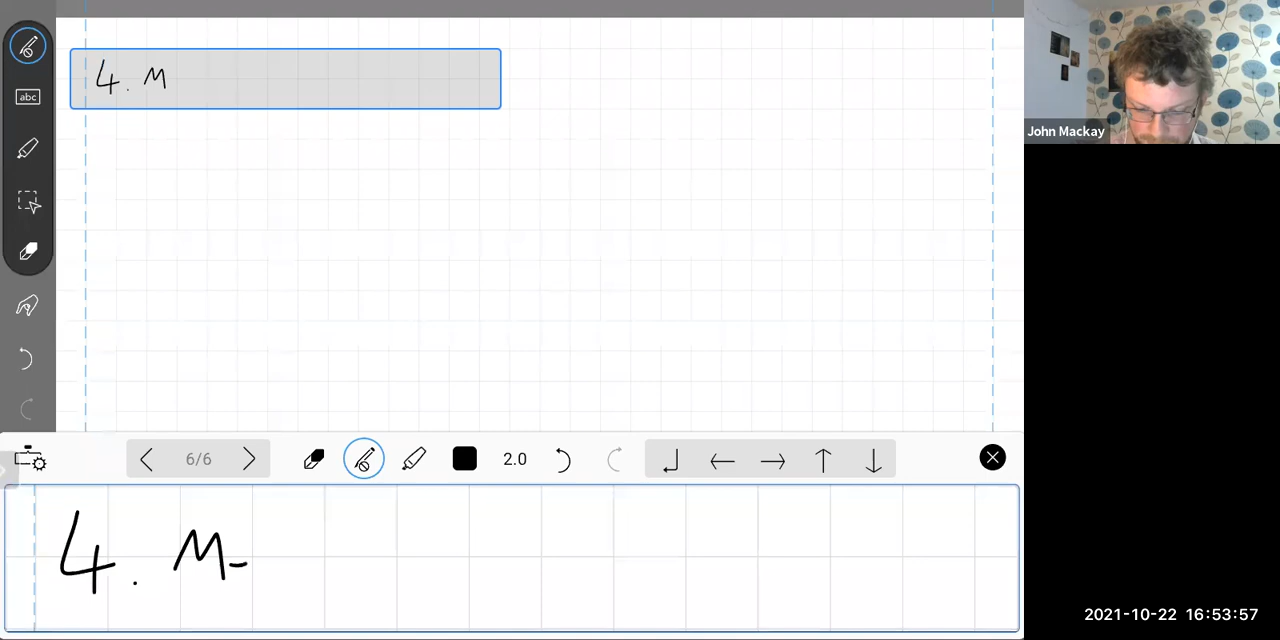 4. M
John Mackay
abc
6/6
2.0
4. M-
2021-10-22 16:53:57